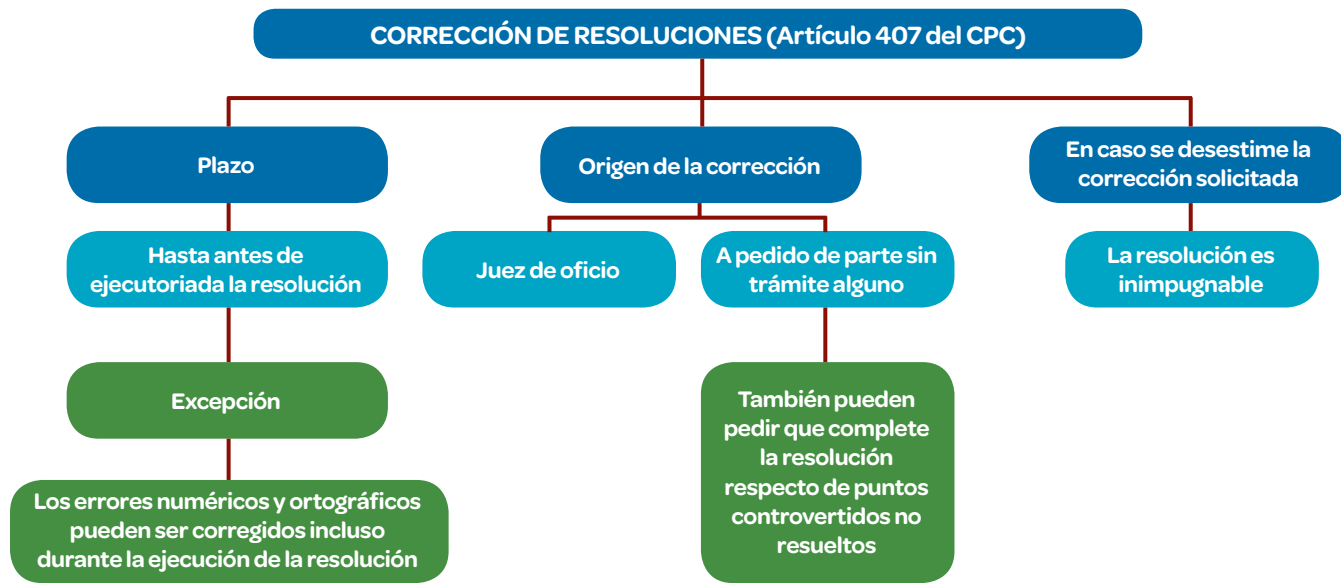 CORRECCIÓN DE RESOLUCIONES (Artículo 407 del CPC)
Plazo
Hasta antes de
ejecutoriada la resolución
Excepción
Los errores numéricos y ortográficos
pueden ser corregidos incluso
durante la ejecución de la resolución
Origen de la corrección
Juez de oficio
A pedido de parte sin
trámite alguno
También pueden
pedir que complete
la resolución
respecto de puntos
controvertidos no
resueltos
En caso se desestime la
corrección solicitada
La resolución es
inimpugnable